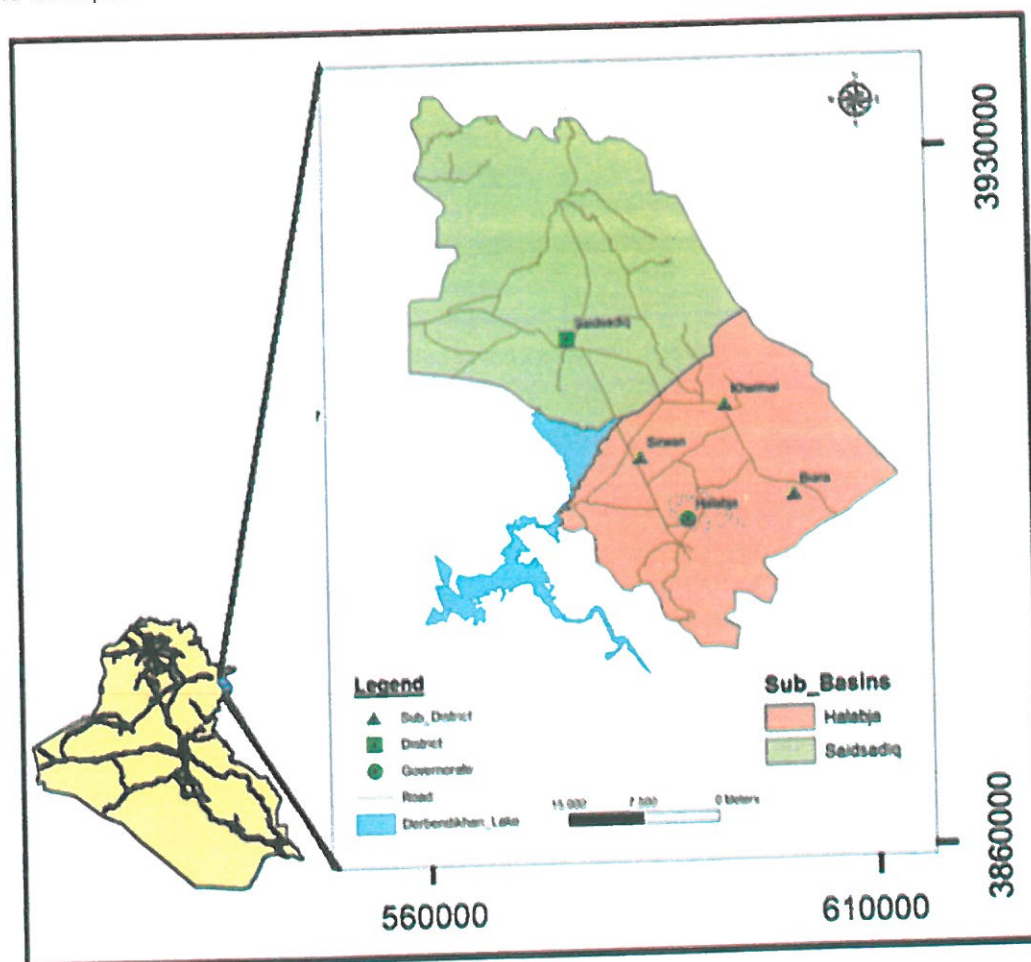 3930000
Saidsadiq
Khurmal
Sirwan
Biara
Halabja
Legend
Sub_District
District
Governorate
Road
Derbendikhan_Lake
Sub_Basins
Halabja
Saidsadiq
15 000 7 500 0 Meters
3860000
560000
610000